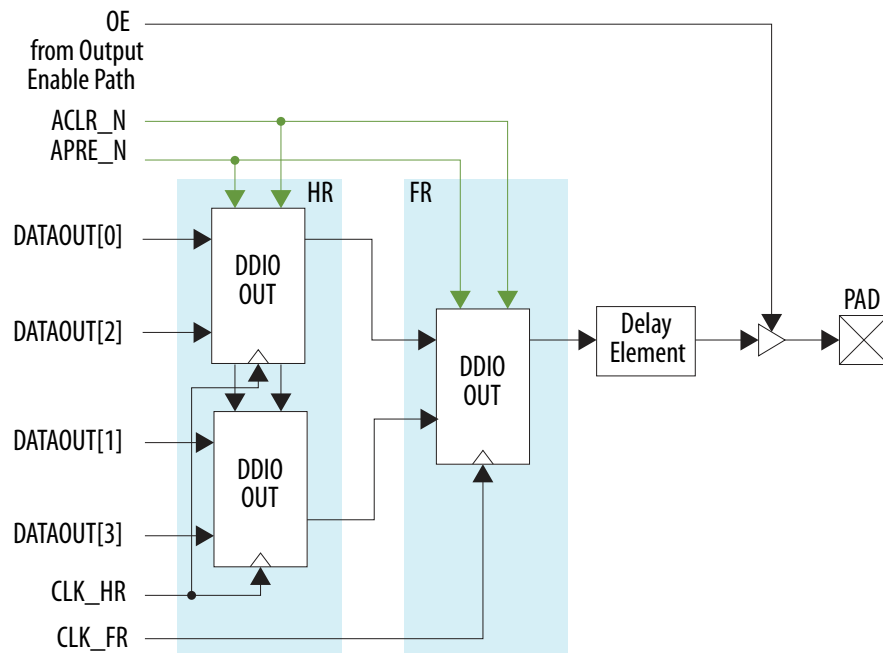 OE
from Output
Enable Path
ACLR_N
APRE_N
HR
FR
DATAOUT[0]
DDIO
OUT
DATAOUT[2]
Delay
Element
PAD
DDIO
OUT
DATAOUT[1]
DDIO
OUT
DATAOUT[3]
CLK_HR
CLK_FR